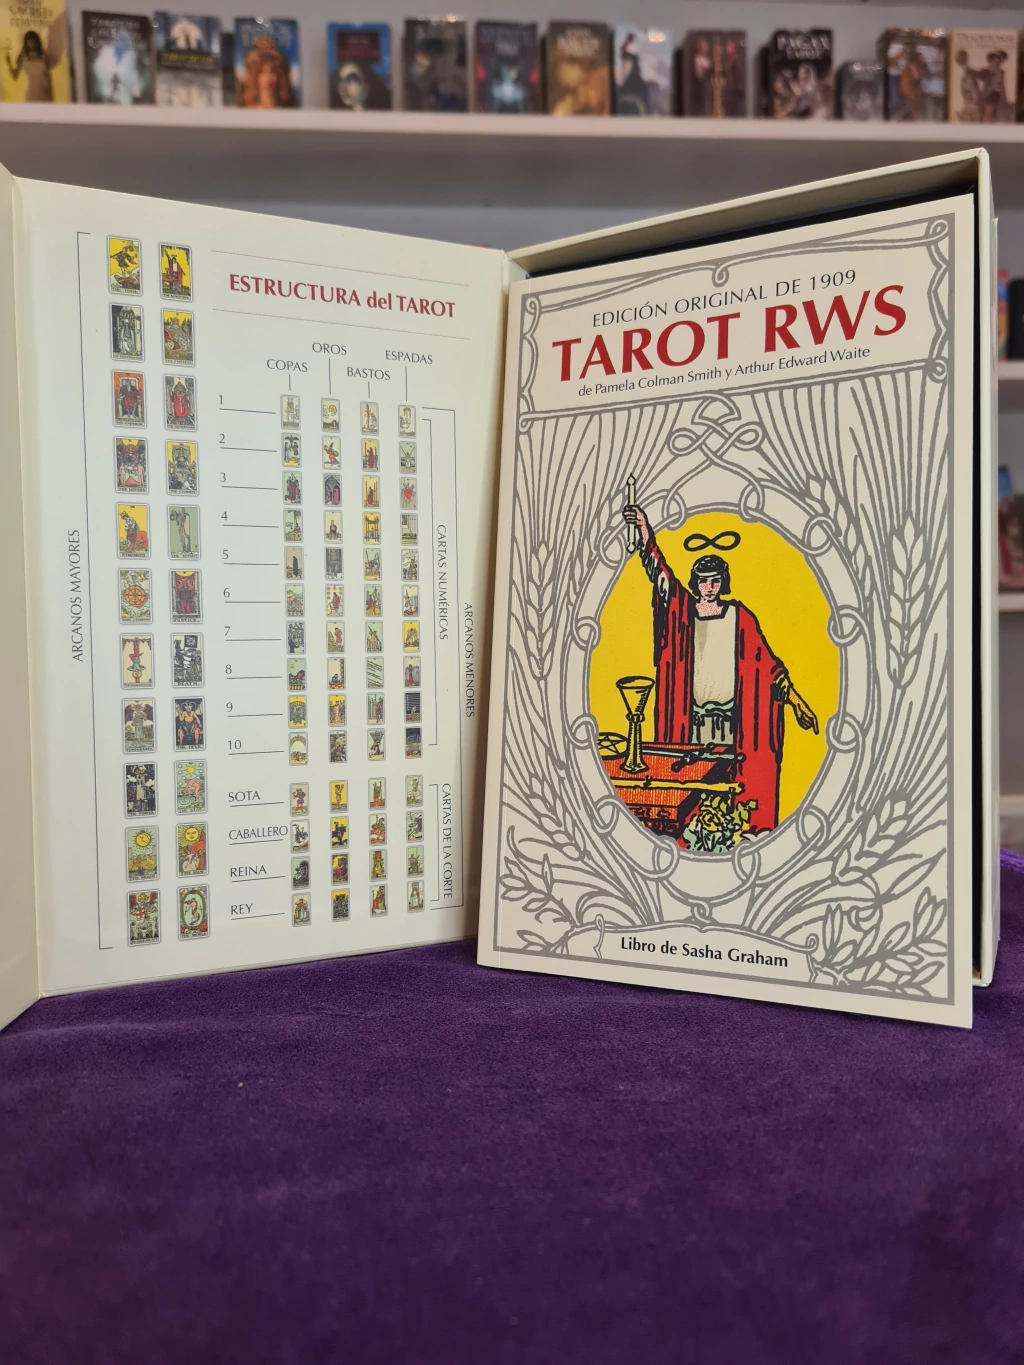 ESTRUCTURA del TAROT
COPAS
OROS
BASTOS
ESPADAS
1
2
3
4
5
6
7
8
9
10
SOTA
CABALLERO
REINA
REY
ARCANOS MAYORES
CARTAS NUMÉRICAS
ARCANOS MENORES
CARTAS DE LA CORTE
EDICIÓN ORIGINAL DE 1909
TAROT RWS
de Pamela Colman Smith y Arthur Edward Waite
Libro de Sasha Graham